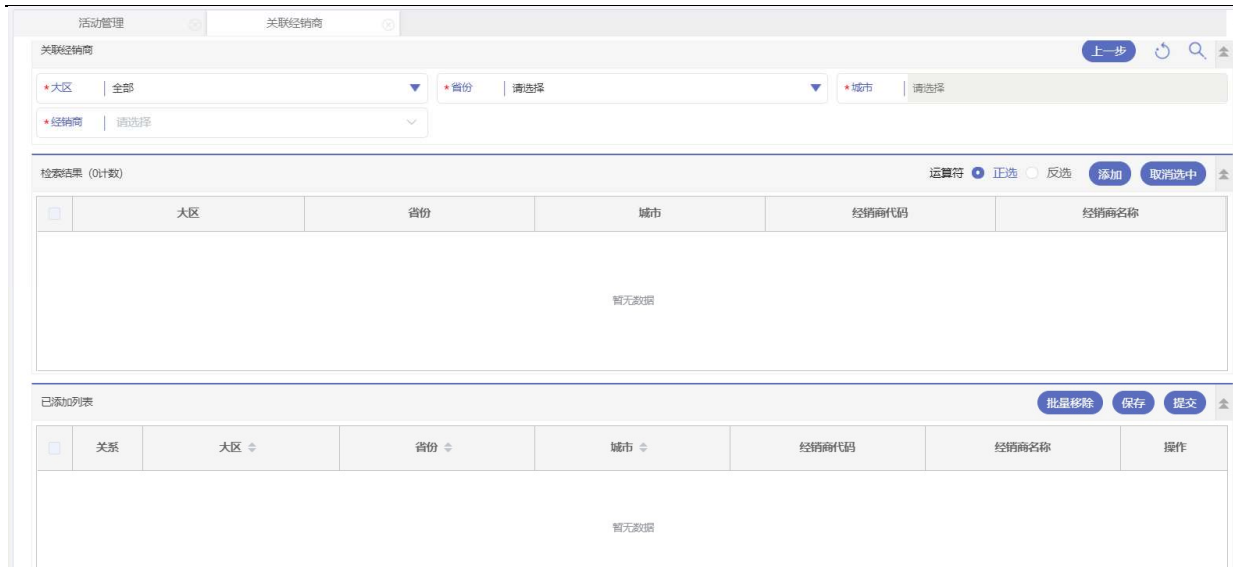 活动管理 关联经销商
关联经销商 上一步
*大区 全部 *省份 请选择 *城市 请选择
*经销商 请选择
检索结果（0计数） 运算符 正选 反选 添加 取消选中
大区 省份 城市 经销商代码 经销商名称
暂无数据
已添加列表 批量移除 保存 提交
关系 大区 省份 城市 经销商代码 经销商名称 操作
暂无数据